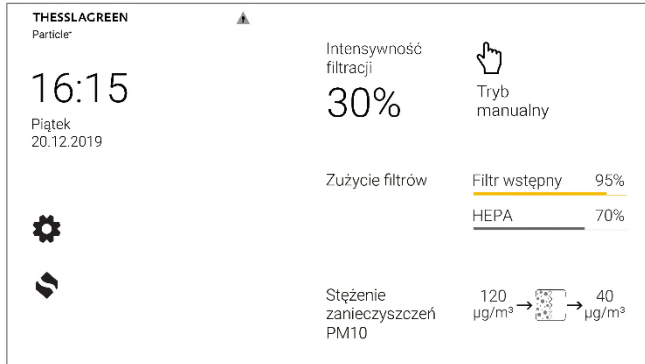 THESSLAGREEN
Particle+
16:15
Piątek
20.12.2019
Intensywność
filtracji
30%
Tryb
manualny
Zużycie filtrów
Filtr wstępny 95%
HEPA 70%
Stężenie
zanieczyszczeń
PM10
120
µg/m³
40
µg/m³